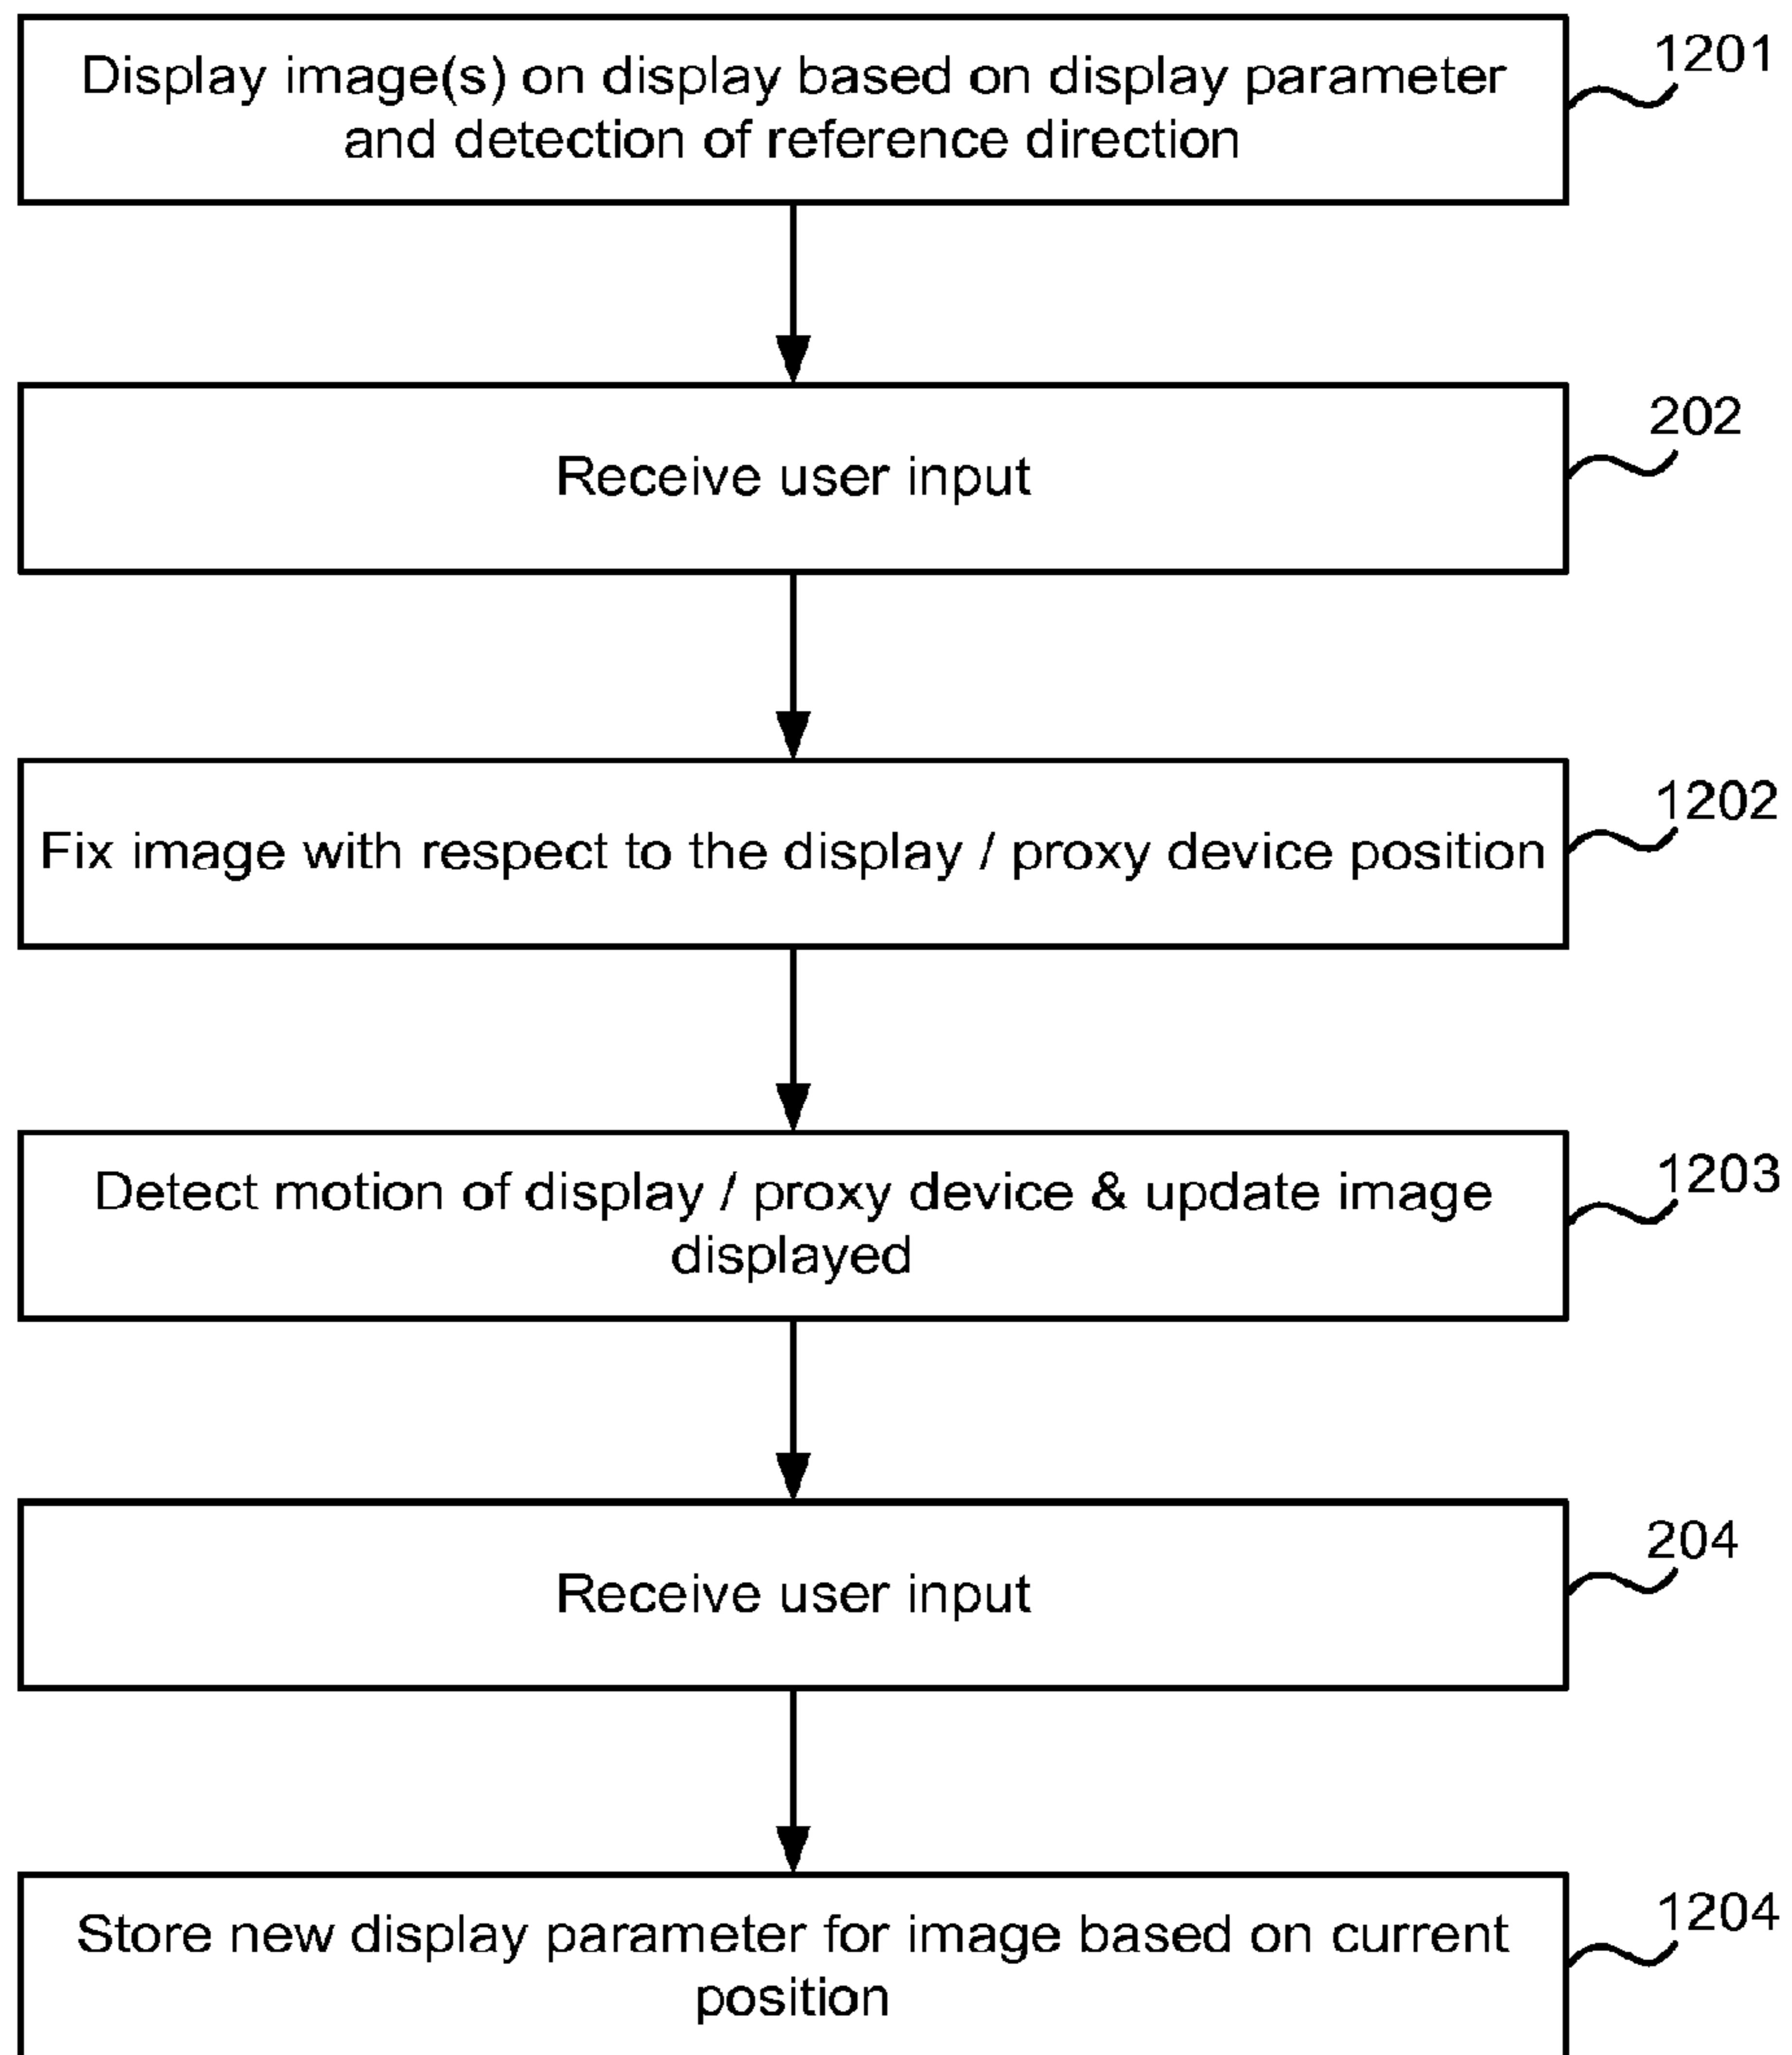 Display image(s) on display based on display parameter
and detection of reference direction
1201
Receive user input
202
Fix image with respect to the display / proxy device position
1202
Detect motion of display / proxy device & update image
displayed
1203
Receive user input
204
Store new display parameter for image based on current
position
1204